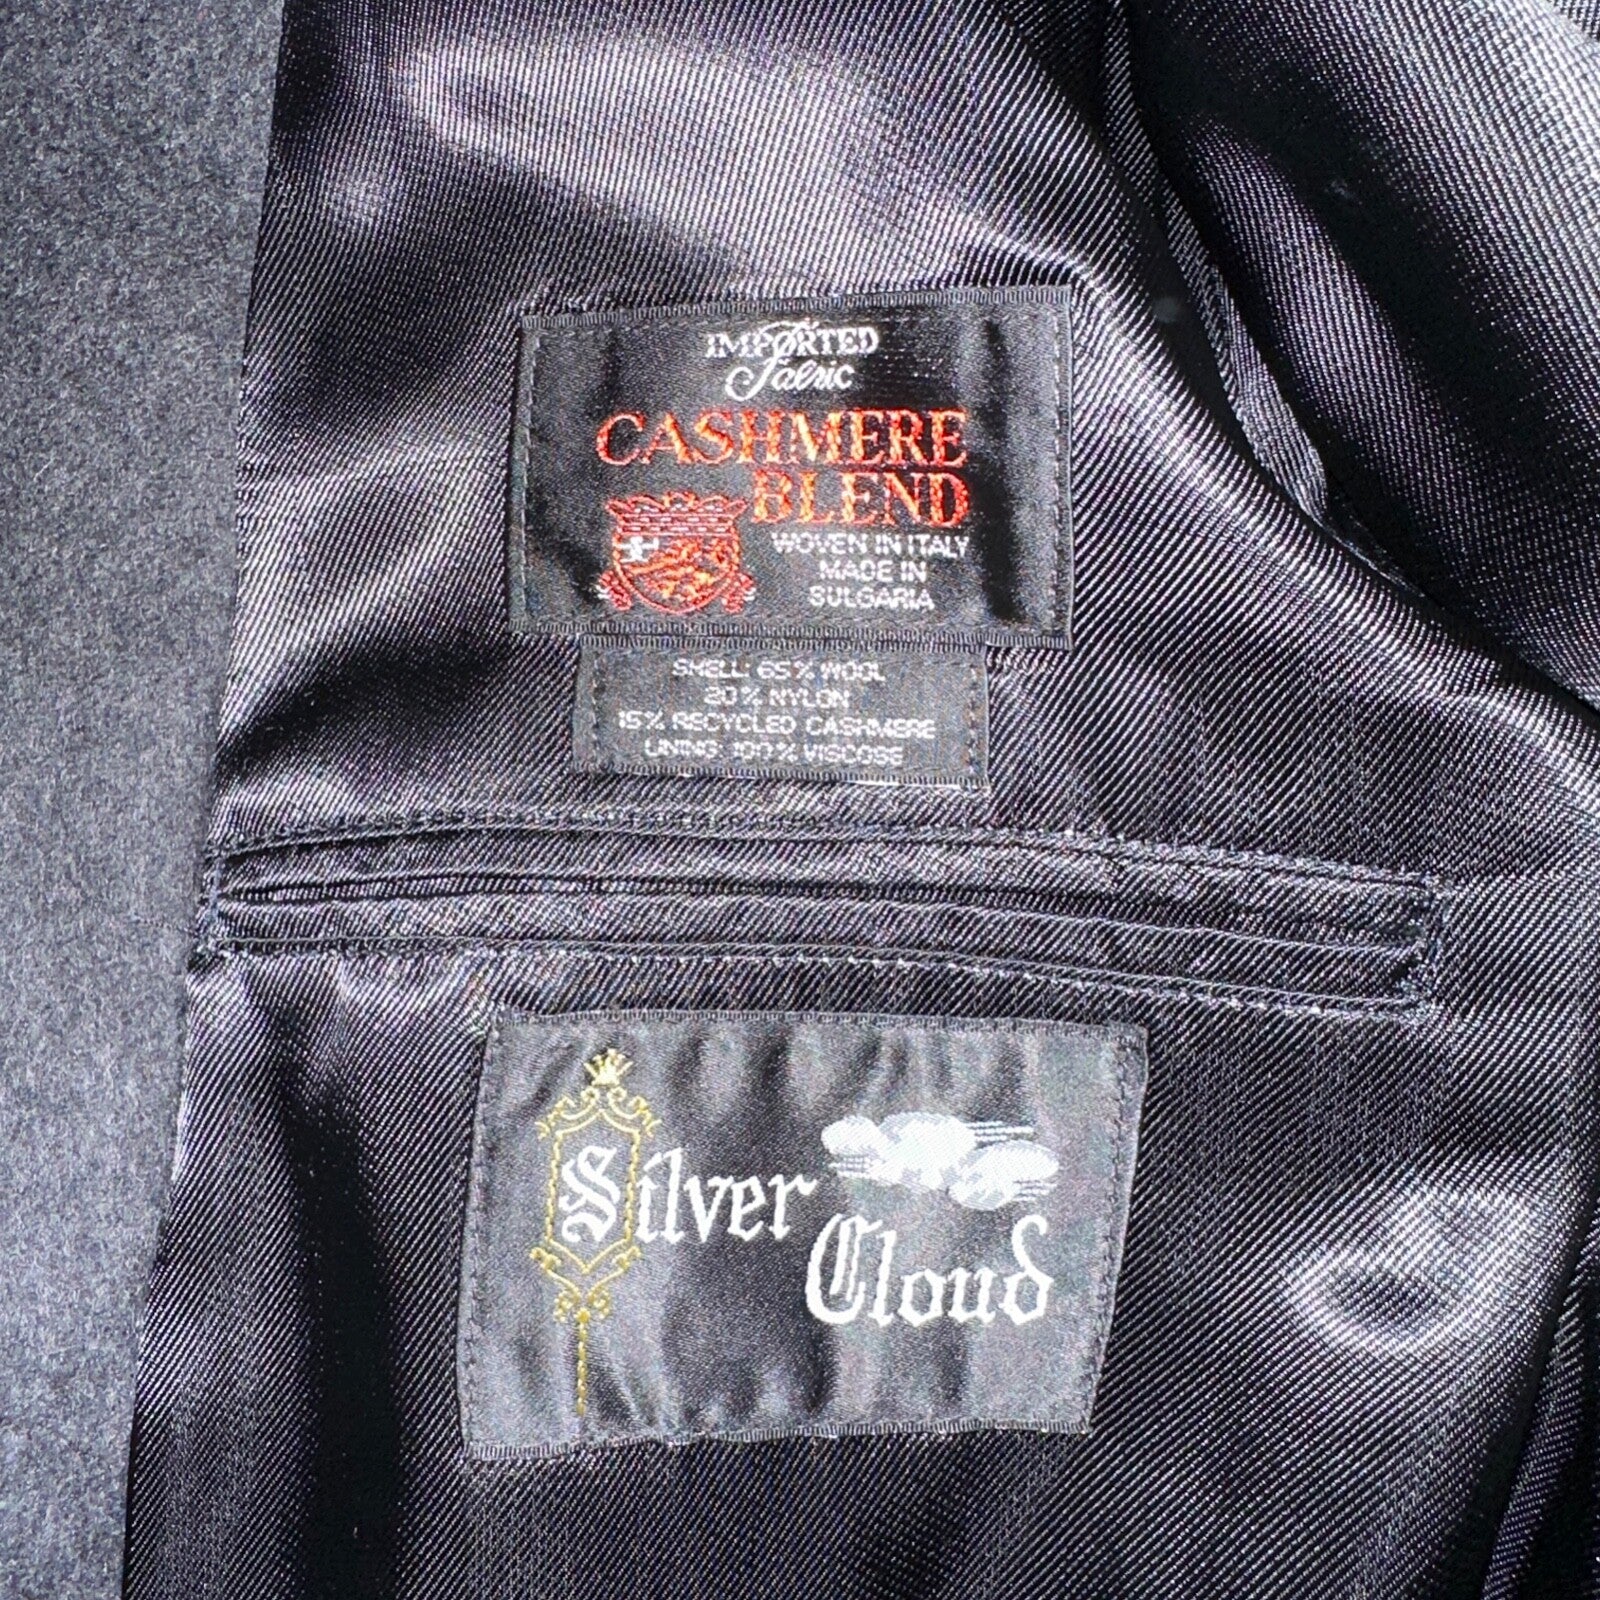 IMPORTED
Fabric
CASHMERE
BLEND
WOVEN IN ITALY
MADE IN
BULGARIA
SHELL: 65% WOOL
20% NYLON
15% RECYCLED CASHMERE
LINING: 100% VISCOSE
Silver
Cloud